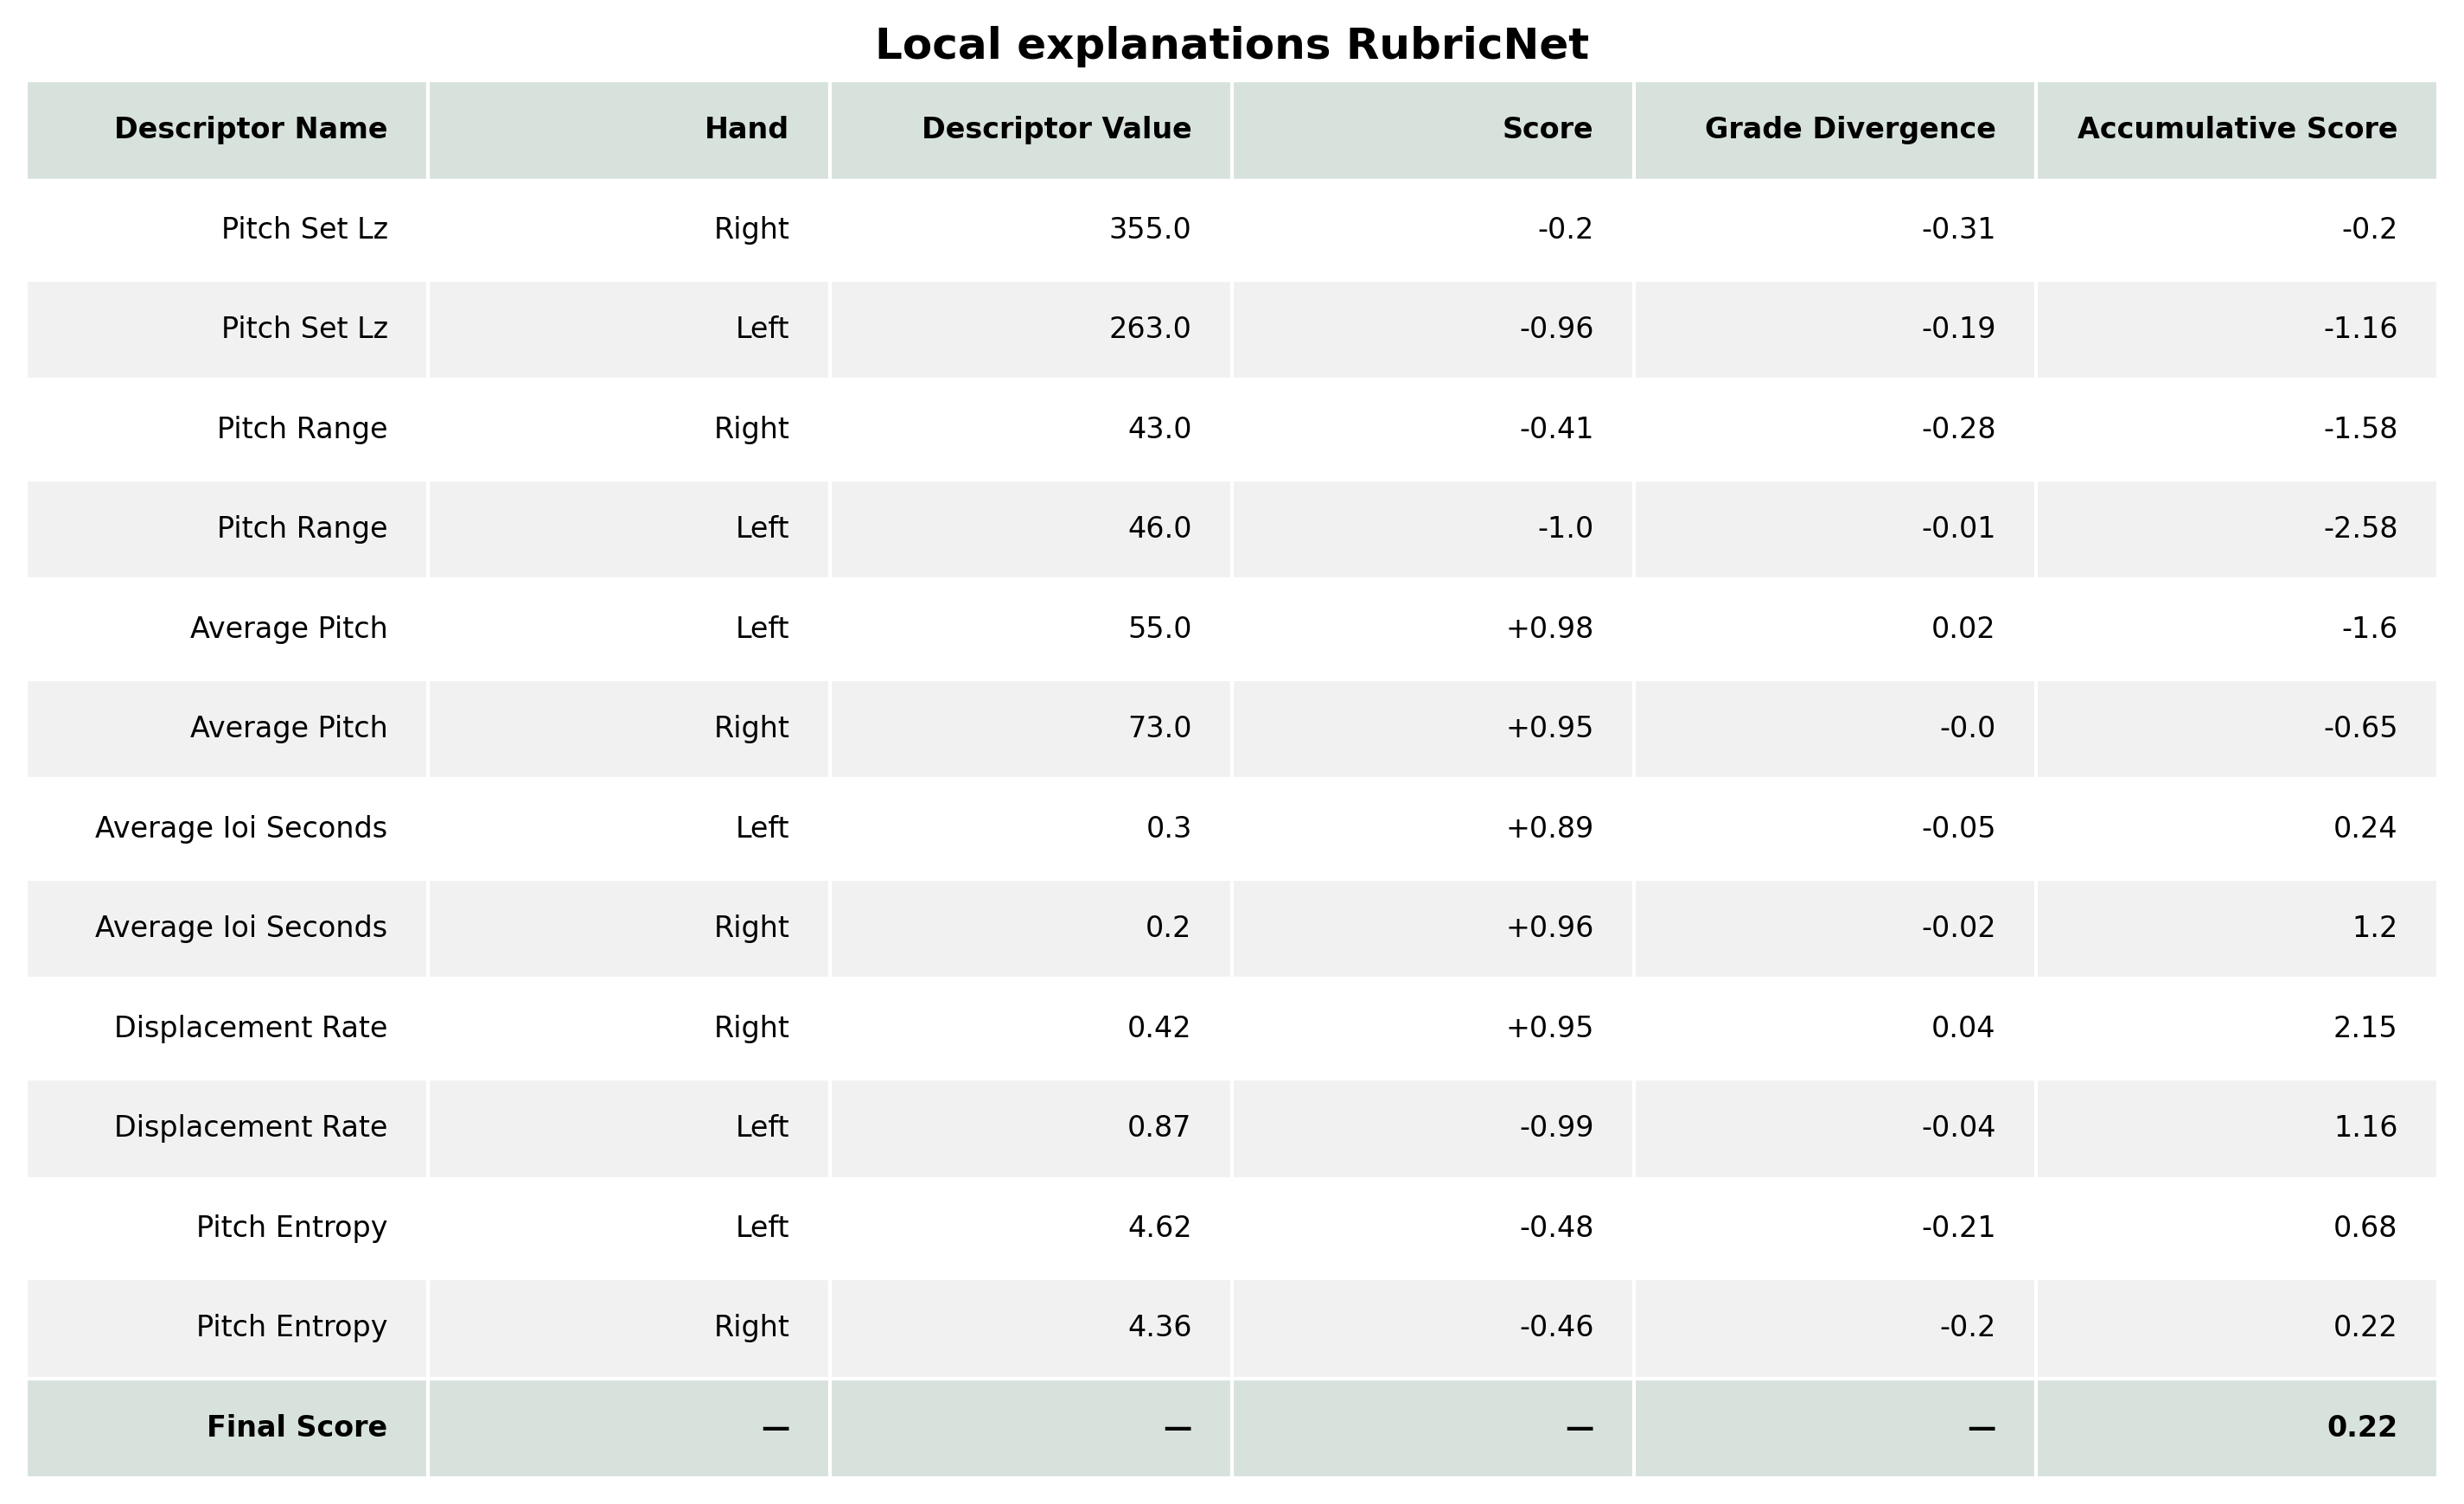 Local explanations RubricNet
Descriptor Name Hand Descriptor Value Score Grade Divergence Accumulative Score
Pitch Set Lz Right 355.0 -0.2 -0.31 -0.2
Pitch Set Lz Left 263.0 -0.96 -0.19 -1.16
Pitch Range Right 43.0 -0.41 -0.28 -1.58
Pitch Range Left 46.0 -1.0 -0.01 -2.58
Average Pitch Left 55.0 +0.98 0.02 -1.6
Average Pitch Right 73.0 +0.95 -0.0 -0.65
Average Ioi Seconds Left 0.3 +0.89 -0.05 0.24
Average Ioi Seconds Right 0.2 +0.96 -0.02 1.2
Displacement Rate Right 0.42 +0.95 0.04 2.15
Displacement Rate Left 0.87 -0.99 -0.04 1.16
Pitch Entropy Left 4.62 -0.48 -0.21 0.68
Pitch Entropy Right 4.36 -0.46 -0.2 0.22
Final Score — — — — 0.22